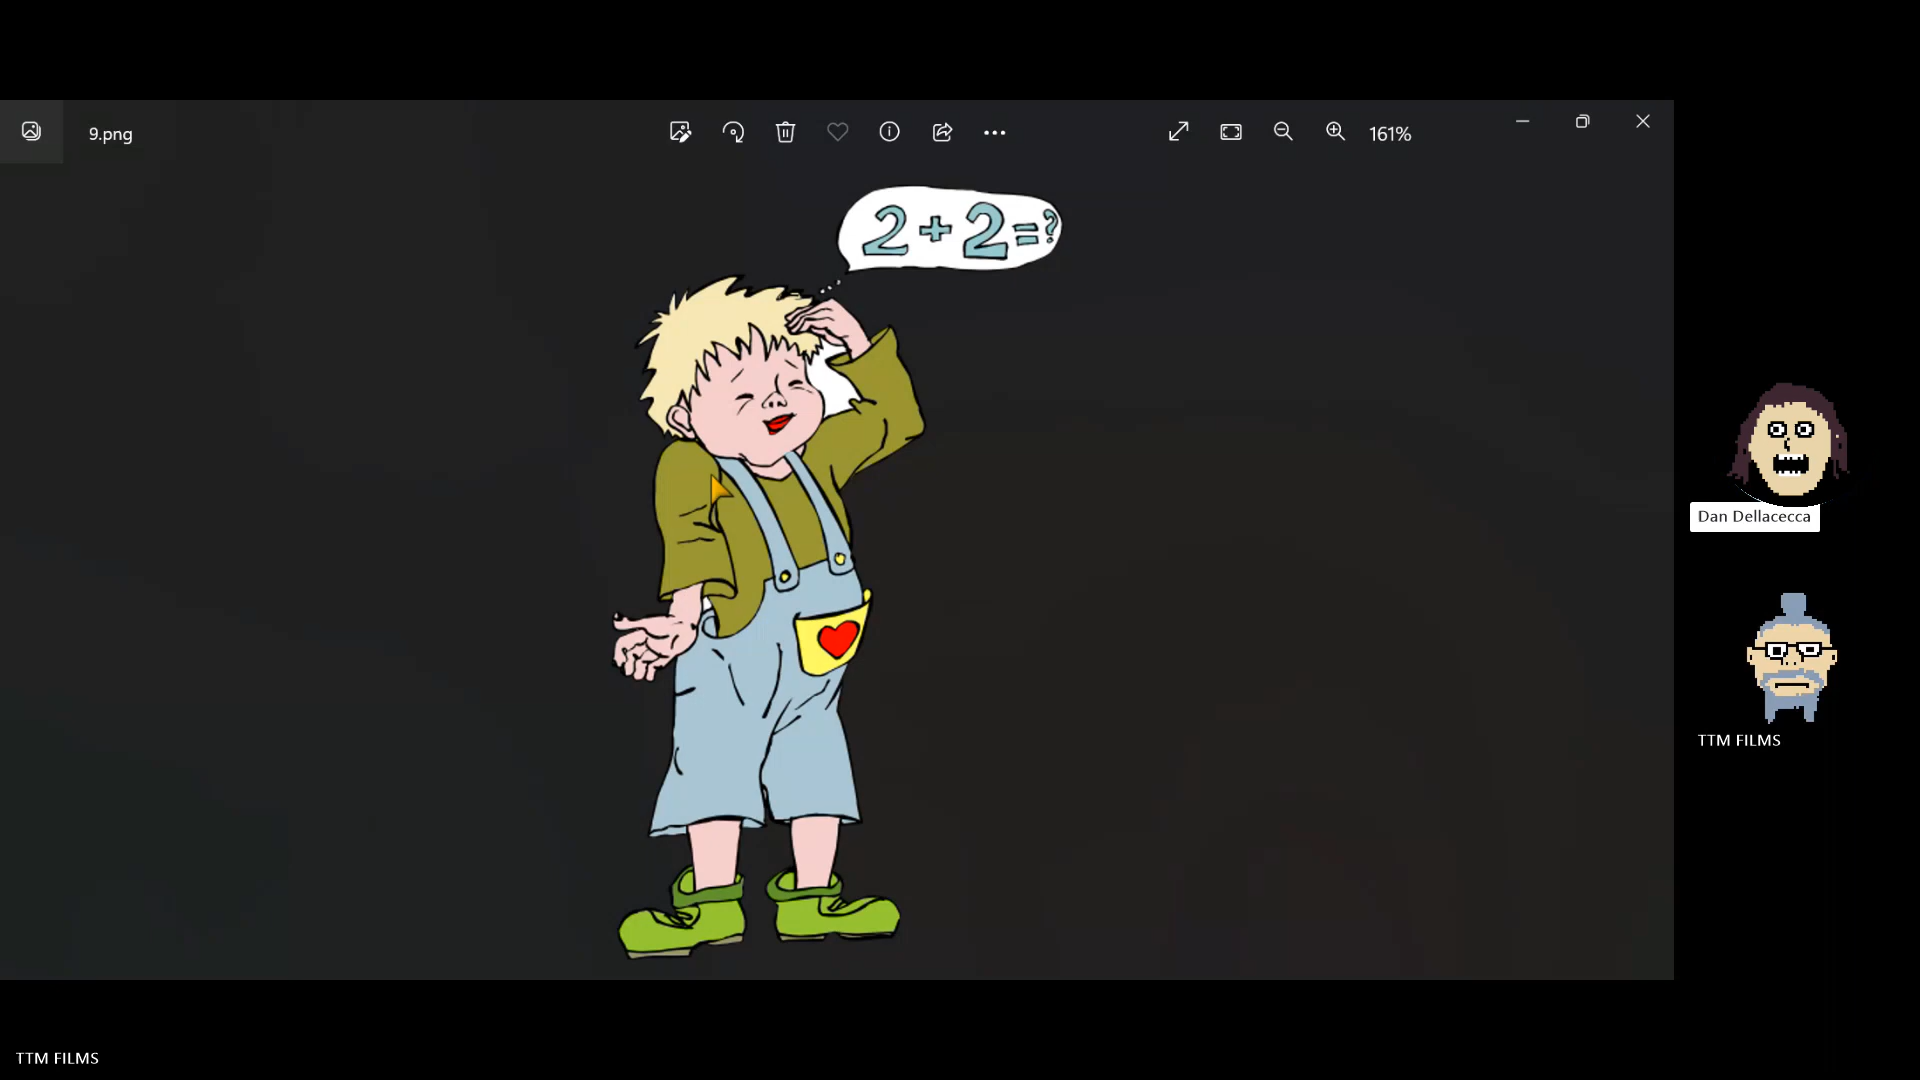 9.png
161%
2+2=?
Dan Dellacecca
TTM FILMS
TTM FILMS